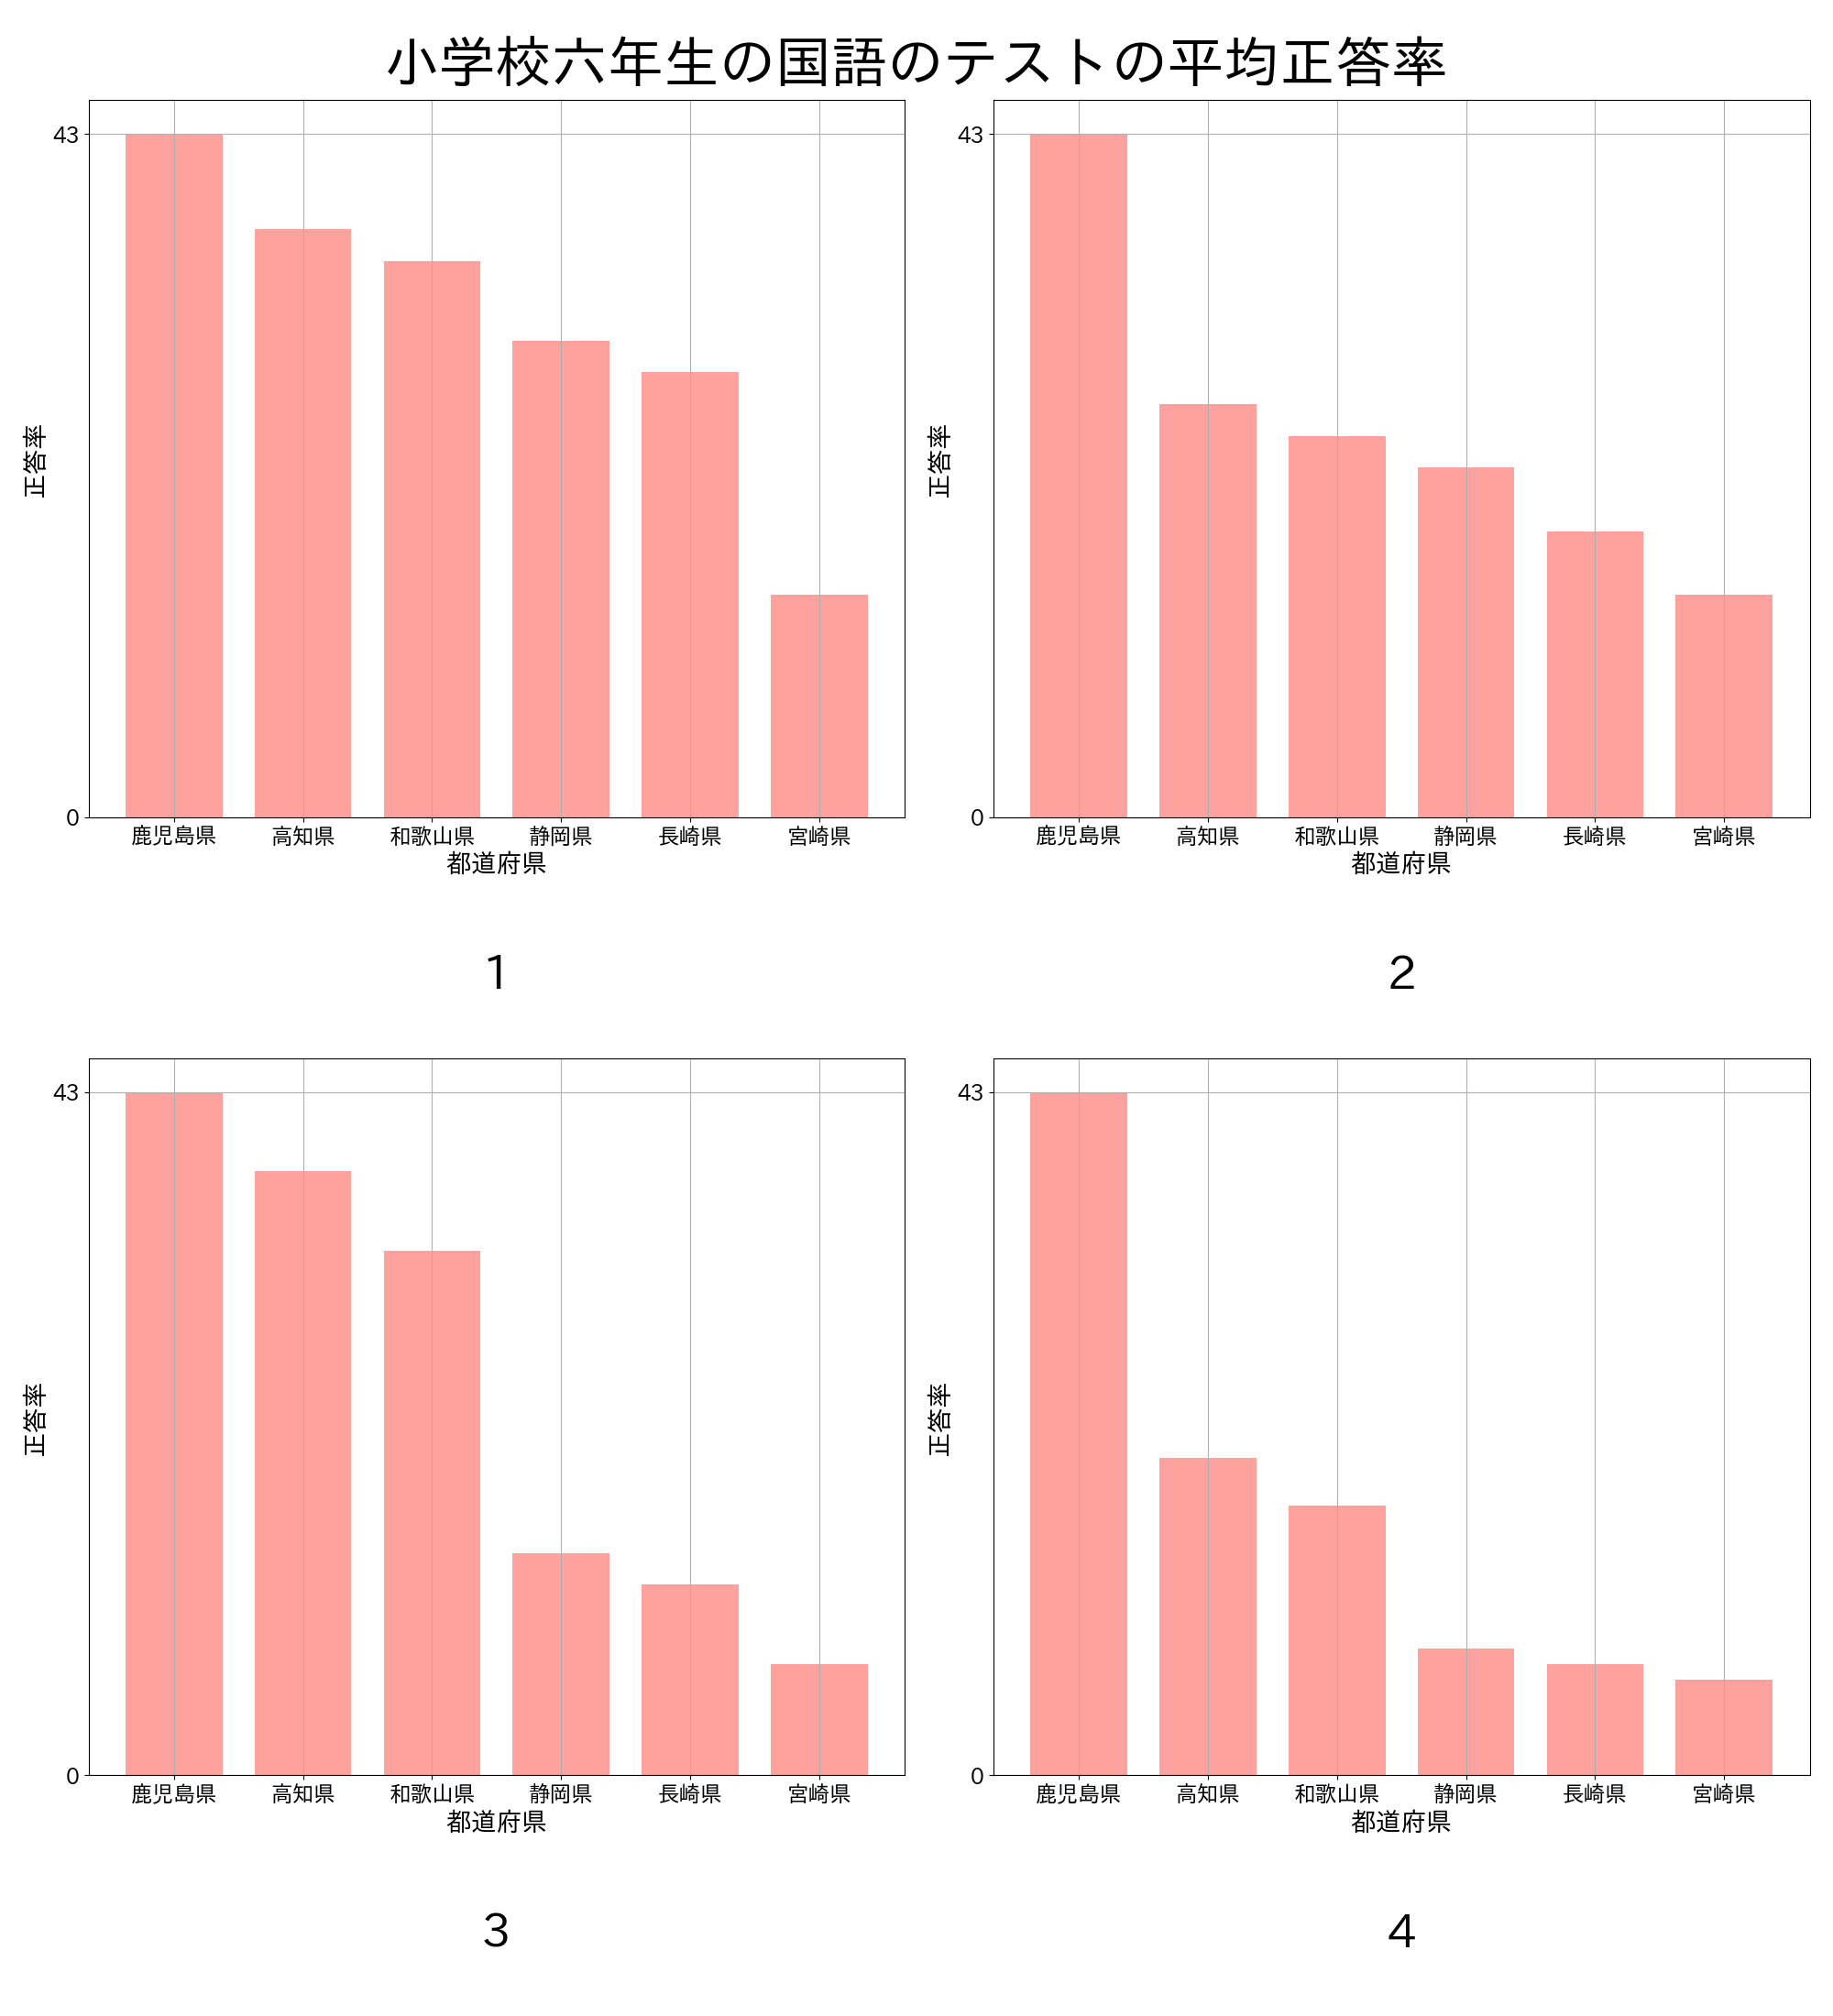 小学校六年生の国語のテストの平均正答率
43
0
正答率
鹿児島県 高知県 和歌山県 静岡県 長崎県 宮崎県
都道府県
1
43
0
正答率
鹿児島県 高知県 和歌山県 静岡県 長崎県 宮崎県
都道府県
2
43
0
正答率
鹿児島県 高知県 和歌山県 静岡県 長崎県 宮崎県
都道府県
3
43
0
正答率
鹿児島県 高知県 和歌山県 静岡県 長崎県 宮崎県
都道府県
4